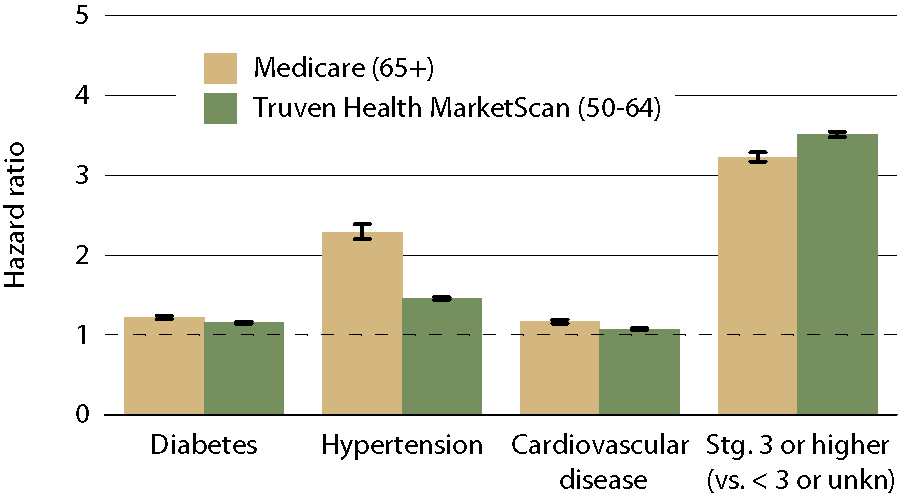 5
4
3
2
1
0
Hazard ratio
Medicare (65+)
Truven Health MarketScan (50-64)
Diabetes
Hypertension
Cardiovascular
disease
Stg. 3 or higher
(vs. < 3 or unkn)